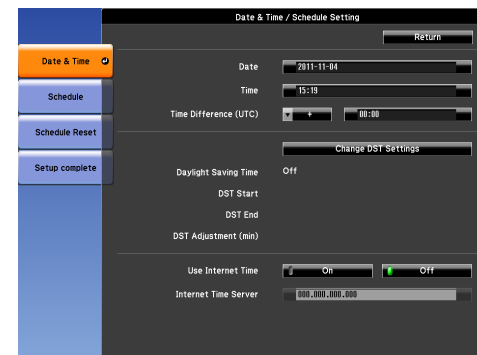 Date & Time / Schedule Setting
Return
Date & Time
Schedule
Schedule Reset
Setup complete
Date 2011-11-04
Time 15:19
Time Difference (UTC) + 00:00
Change DST Settings
Daylight Saving Time Off
DST Start
DST End
DST Adjustment (min)
Use Internet Time On Off
Internet Time Server 000.000.000.000